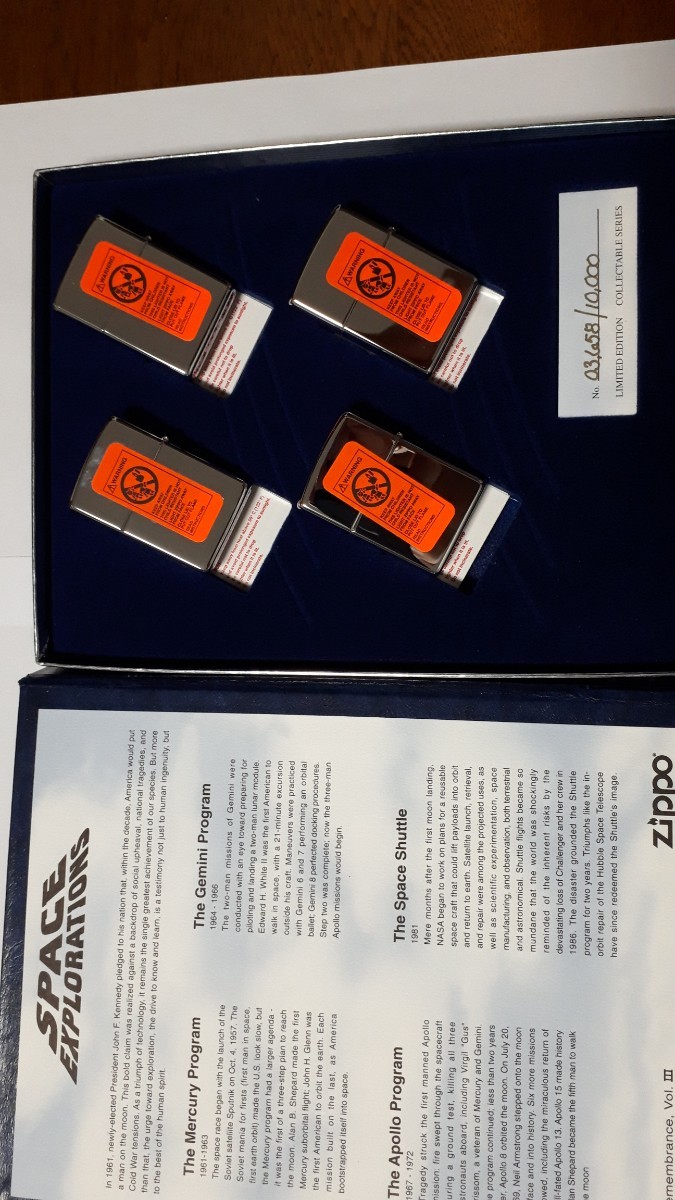 SPACE
EXPLORATIONS
In 1961, newly-elected President John F. Kennedy pledged to his nation that, within the decade, America would put
a man on the moon. This bold claim was realized against a backdrop of social upheaval, national tragedies, and
Cold War tensions. As a triumph of technology, it remains the single greatest achievement of our species. But more
than that, the urge toward exploration, the drive to know and learn, is a testimony not just to human ingenuity, but
to the best of the human spirit.
The Mercury Program
1961-1963
The space race began with the launch of the
Soviet satellite Sputnik on Oct. 4, 1957. The
Soviet mania for firsts (first man in space,
first earth orbit) made the U.S. look slow, but
the Mercury program had a larger agenda -
it was the first of a three-step plan to reach
the moon. Alan B. Shepard made the first
Mercury suborbital flight; John H. Glenn was
the first American to orbit the earth. Each
mission built on the last, as America
bootstrapped itself into space.
The Gemini Program
1964 - 1966
The two-man missions of Gemini were
conducted with an eye toward preparing for
piloting and landing a two-man lunar module.
Edward H. White II was the first American to
walk in space, with a 21-minute excursion
outside his craft. Maneuvers were practiced
with Gemini 6 and 7 performing an orbital
ballet; Gemini 8 perfected docking procedures.
Step two was complete; now the three-man
Apollo missions would begin.
The Apollo Program
1967 - 1972
ragedy struck the first manned Apollo
mission: fire swept through the spacecraft
uring a ground test, killing all three
tronauts aboard, including Virgil "Gus"
issom, a veteran of Mercury and Gemini.
e program continued; less than two years
er, Apollo 8 orbited the moon. On July 20,
69, Neil Armstrong stepped onto the moon
face and into history. Six more missions
wed, including the miraculous return of
ll-fated Apollo 13. Apollo 15 made history
n Shepard became the fifth man to walk
e moon
The Space Shuttle
1981
Mere months after the first moon landing,
NASA began to work on plans for a reusable
space craft that could lift payloads into orbit
and return to earth. Satellite launch, retrieval,
and repair were among the projected uses, as
well as scientific experimentation, space
manufacturing, and observation, both terrestrial
and astronomical. Shuttle flights became so
mundane that the world was shockingly
reminded of the inherent risks by the
devastating loss of Challenger and her crew in
1986. The disaster grounded the Shuttle
program for two years. Triumphs like the in-
orbit repair of the Hubble Space Telescope
have since redeemed the Shuttle's image.
emembrance, Vol. III
zippo®
WARNING
WARNING
WARNING
WARNING
No. 03,658/10,000
LIMITED EDITION COLLECTABLE SERIES